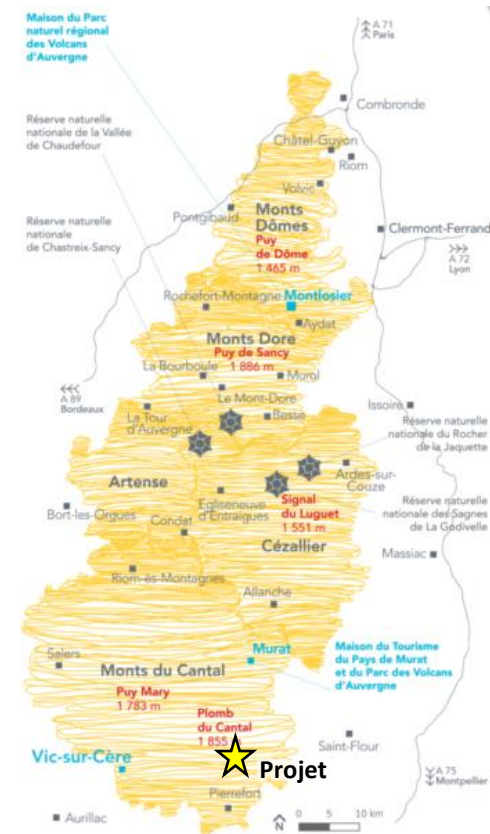 Maison du Parc
naturel régional
des Volcans
d'Auvergne
A 71
Paris
Combronde
Réserve naturelle
nationale de la Vallée
de Chaudefour
Châtel-Guyon
Riom
Volvic
Pontgibaud
Monts
Dômes
Puy
de Dôme
1 465 m
Clermont-Ferrand
Réserve naturelle
nationale
de Chastreix-Sancy
A 72
Lyon
Rochefort-Montagne
Montlosier
Aydat
Monts Dore
Puy de Sancy
1 886 m
La Bourboule
Murol
Le Mont-Dore
A 89
Bordeaux
La Tour
d'Auvergne
Besse
Issoire
Réserve naturelle
nationale du Rocher
de la Jaquette
Ardes-sur-
Couze
Artense
Signal
du Luguet
1 551 m
Egliseneuve
d'Entraigues
Réserve naturelle
nationale des Sagnes
de La Godivelle
Bort-les-Orgues
Condat
Cézallier
Massiac
Riom-ès-Montagnes
Allanche
Murat
Maison du Tourisme
du Pays de Murat
et du Parc des Volcans
d'Auvergne
Salers
Monts du Cantal
Puy Mary
1 783 m
Plomb
du Cantal
1 855 m
Saint-Flour
Vic-sur-Cère
Projet
A 75
Montpellier
Pierrefort
Aurillac
N
0 5 10 km